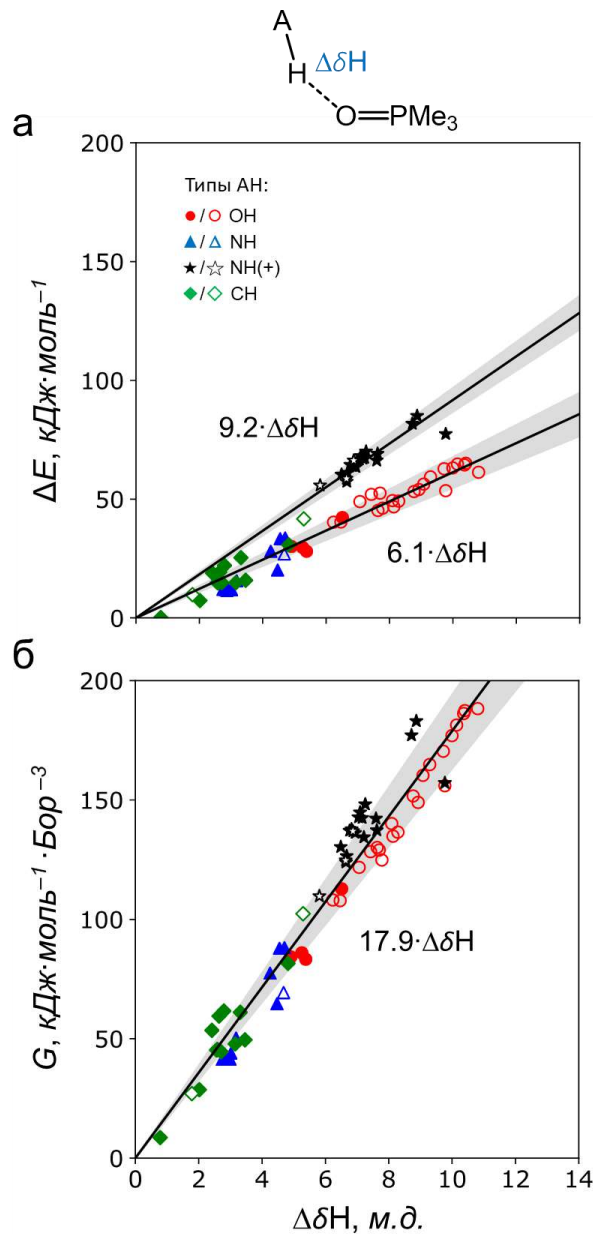 A
H ΔδH
O=PMe₃
а
200
150
100
50
0
ΔE, кДж·моль⁻¹
Типы АН:
/ OH
/ NH
/ NH(+)
/ CH
9.2·ΔδH
6.1·ΔδH
б
200
150
100
50
0
G, кДж·моль⁻¹·Бор⁻³
17.9·ΔδH
0 2 4 6 8 10 12 14
ΔδH, м.д.